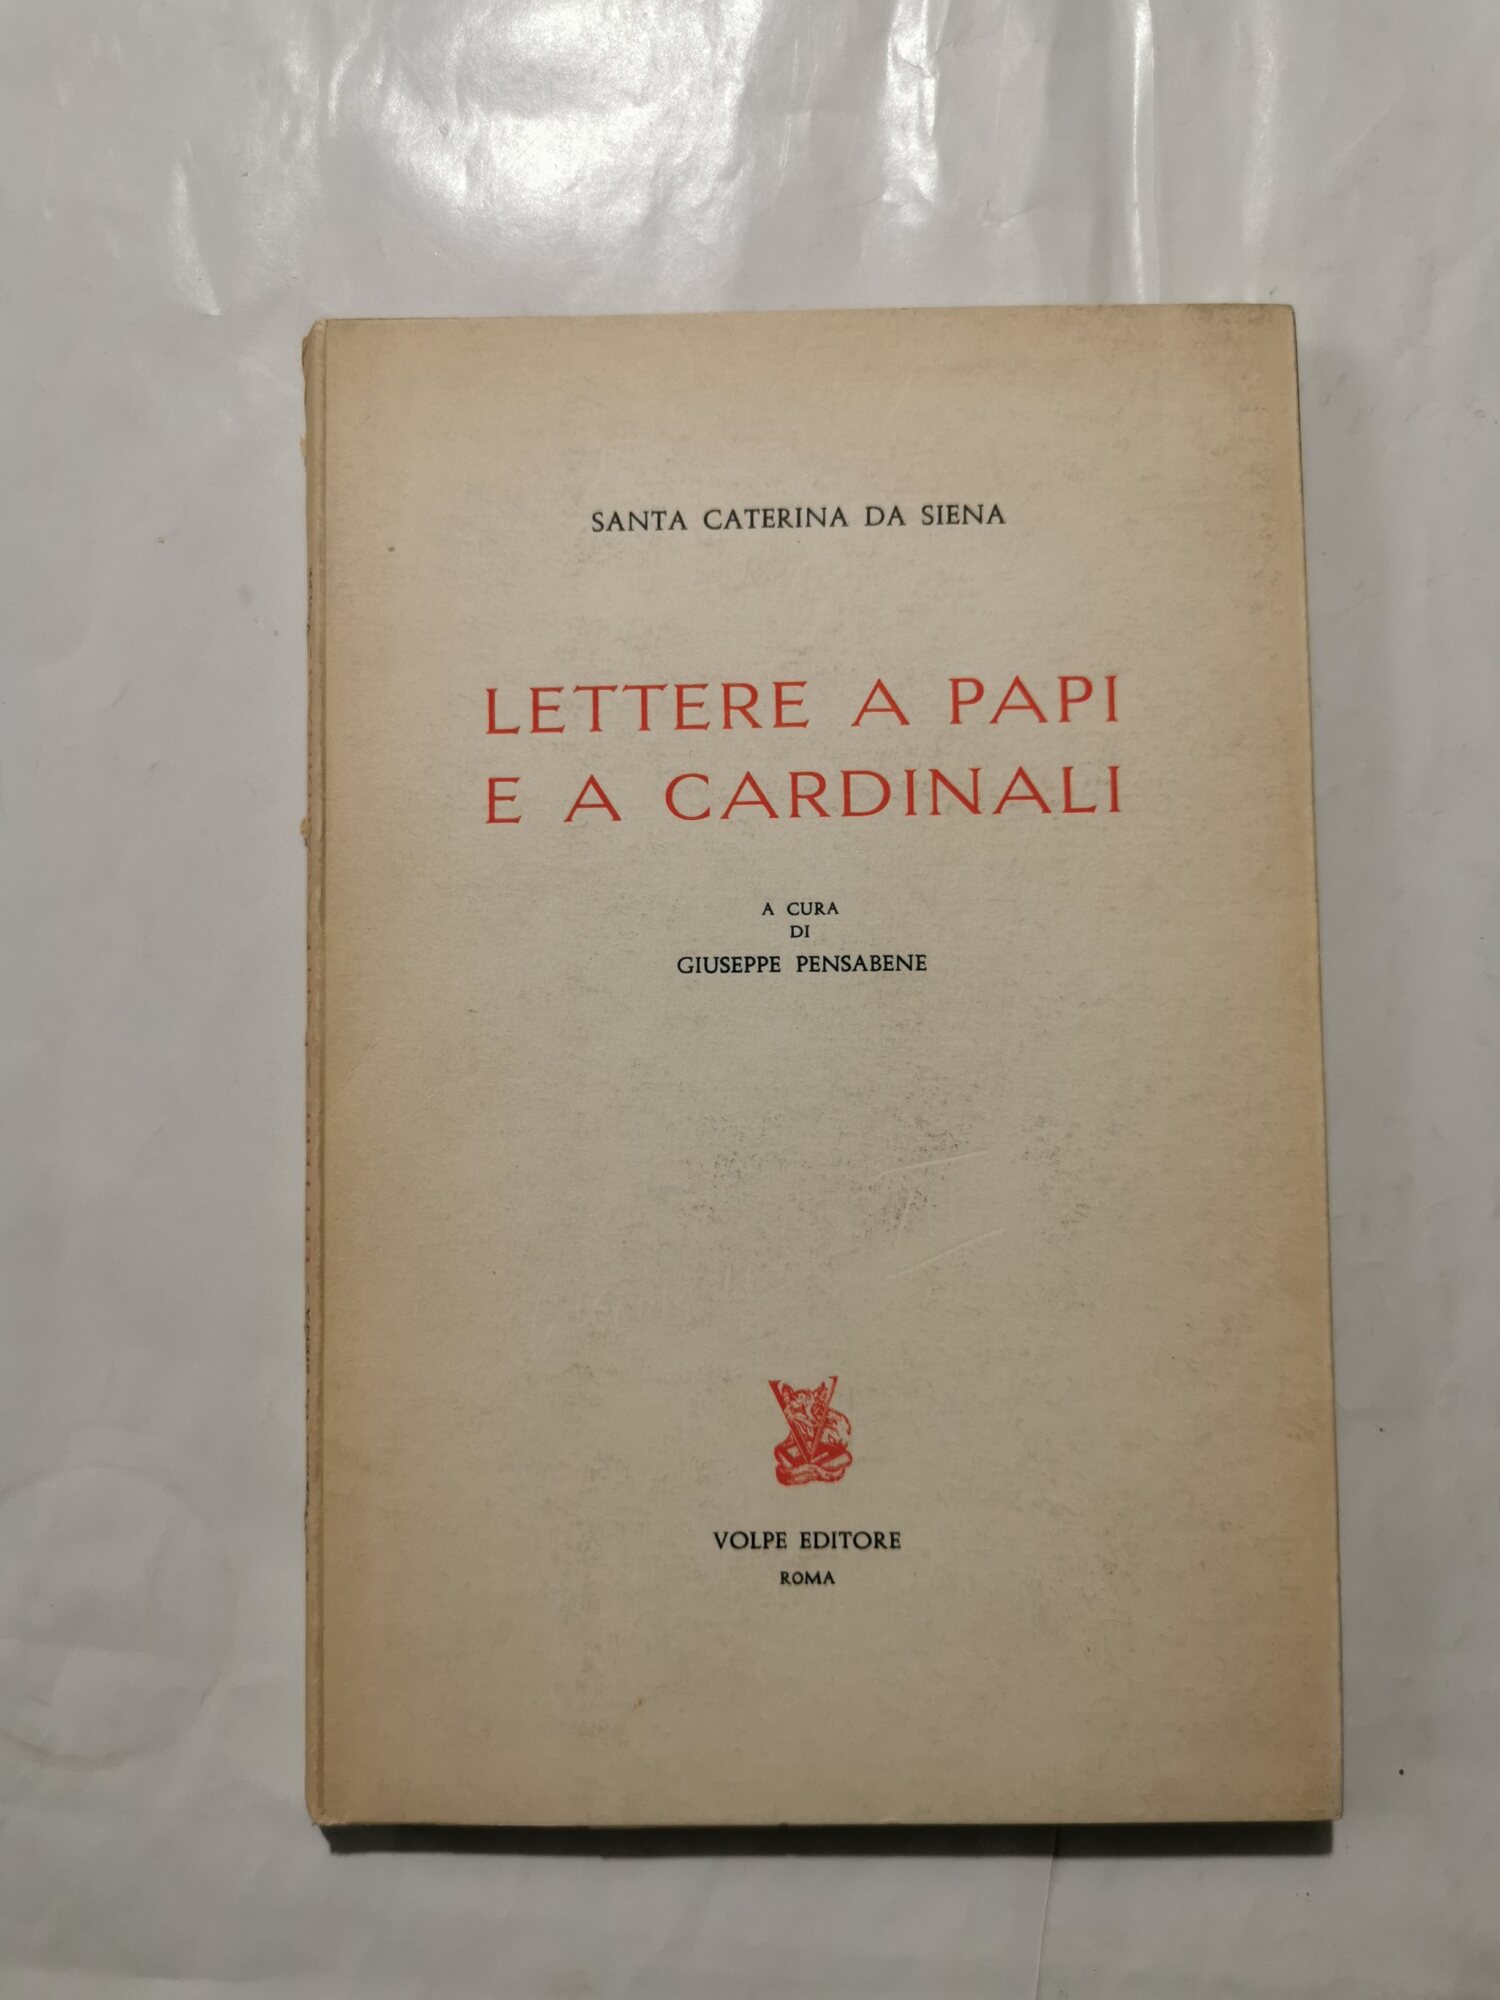 SANTA CATERINA DA SIENA
LETTERE A PAPI
E A CARDINALI
A CURA
DI
GIUSEPPE PENSABENE
VOLPE EDITORE
ROMA